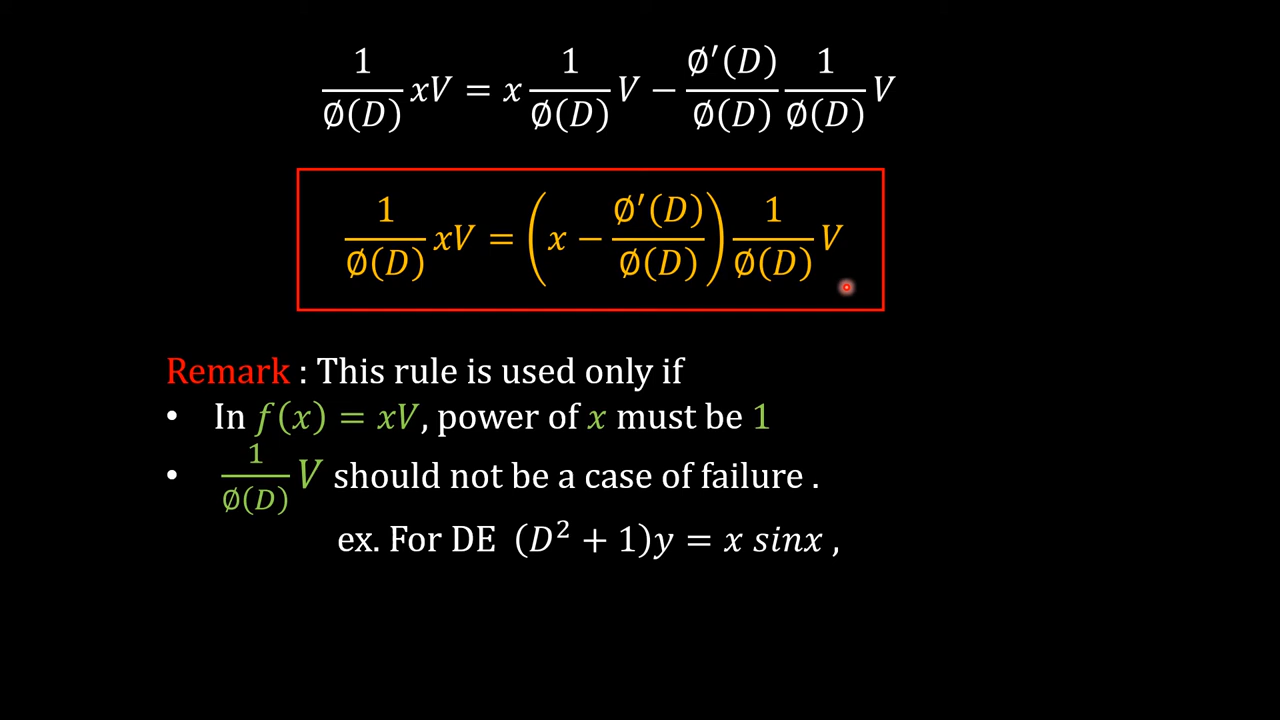 1/∅(D) xV = x 1/∅(D) V − ∅′(D)/∅(D) 1/∅(D) V
1/∅(D) xV = (x − ∅′(D)/∅(D)) 1/∅(D) V
Remark : This rule is used only if
• In f(x) = xV, power of x must be 1
• 1/∅(D) V should not be a case of failure .
ex. For DE (D² + 1)y = x sinx ,